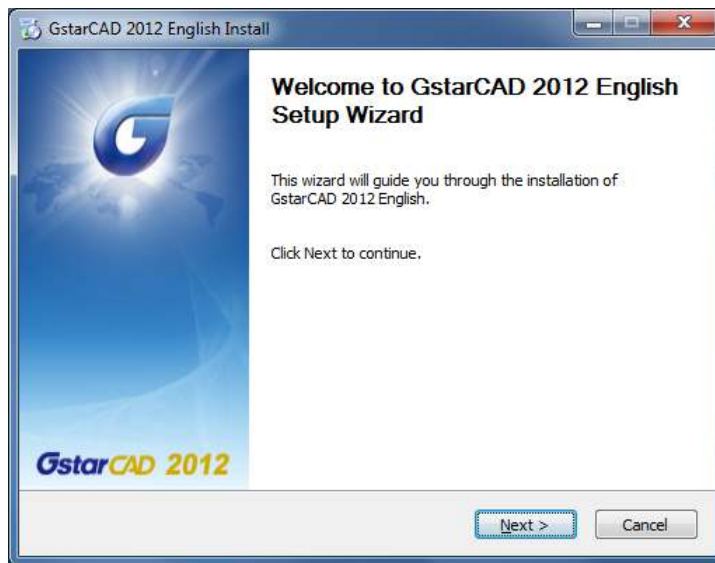 GstarCAD 2012 English Install
Welcome to GstarCAD 2012 English
Setup Wizard
This wizard will guide you through the installation of
GstarCAD 2012 English.
Click Next to continue.
GstarCAD 2012
Next >
Cancel